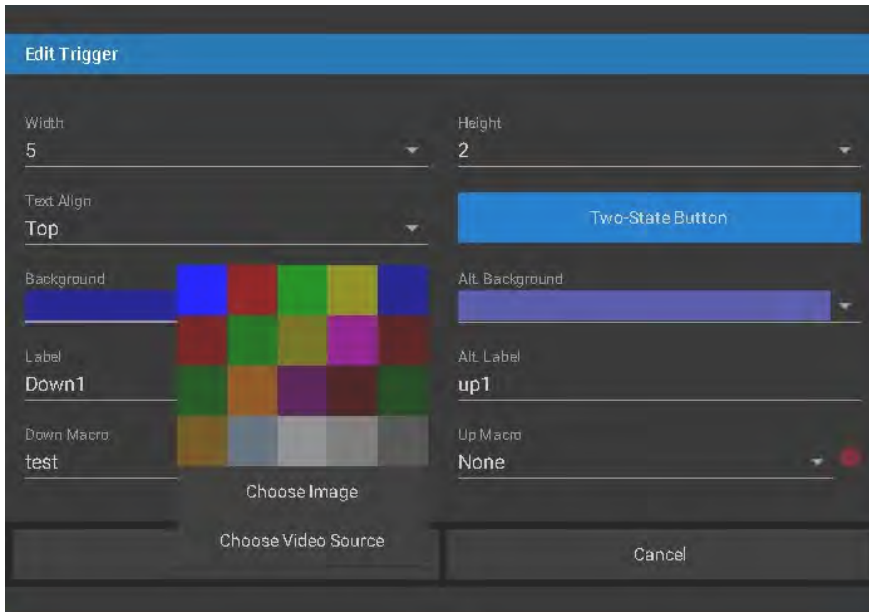 Edit Trigger
Width
5
Height
2
Text Align
Top
Two-State Button
Background
Alt. Background
Label
Down1
Alt. Label
up1
Down Macro
test
Up Macro
None
Choose Image
Choose Video Source
Cancel